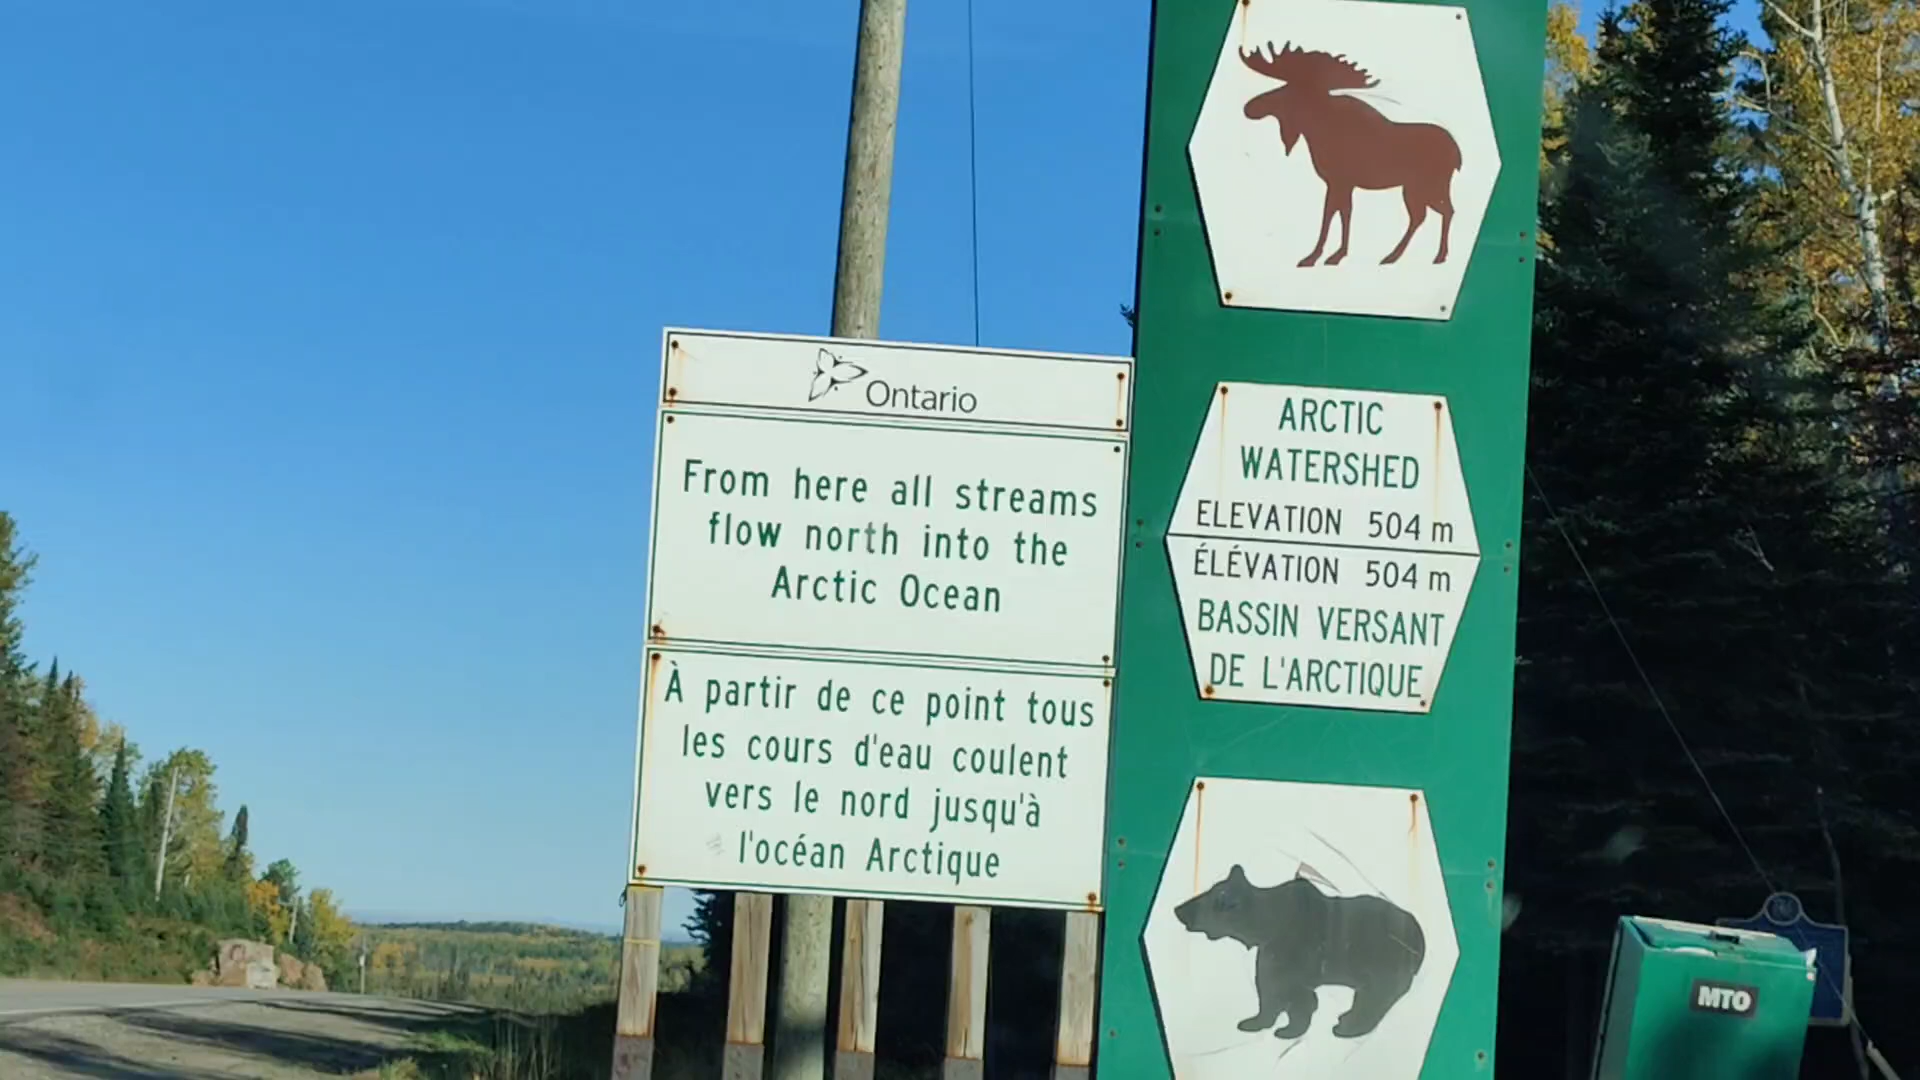 Ontario
From here all streams
flow north into the
Arctic Ocean
À partir de ce point tous
les cours d'eau coulent
vers le nord jusqu'à
l'océan Arctique
ARCTIC
WATERSHED
ELEVATION 504 m
ÉLÉVATION 504 m
BASSIN VERSANT
DE L'ARCTIQUE
MTO